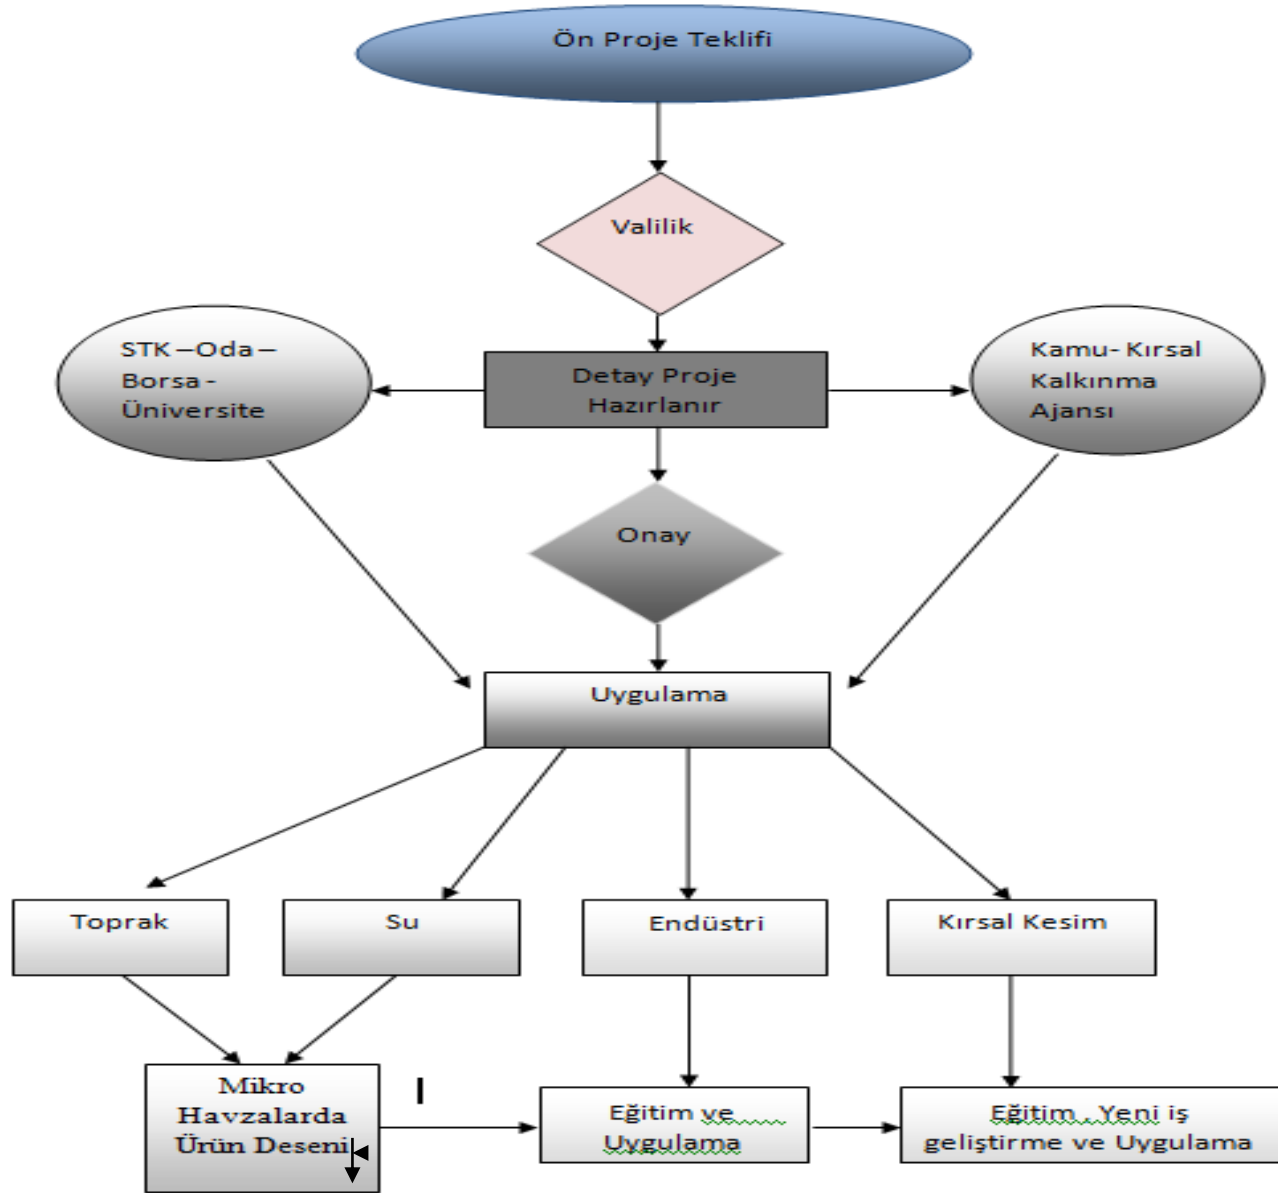 Ön Proje Teklifi
Valilik
STK –Oda –
Borsa -
Üniversite
Detay Proje
Hazırlanır
Kamu- Kırsal
Kalkınma
Ajansı
Onay
Uygulama
Toprak
Su
Endüstri
Kırsal Kesim
Mikro
Havzalarda
Ürün Deseni
Eğitim ve
Uygulama
Eğitim , Yeni iş
geliştirme ve Uygulama